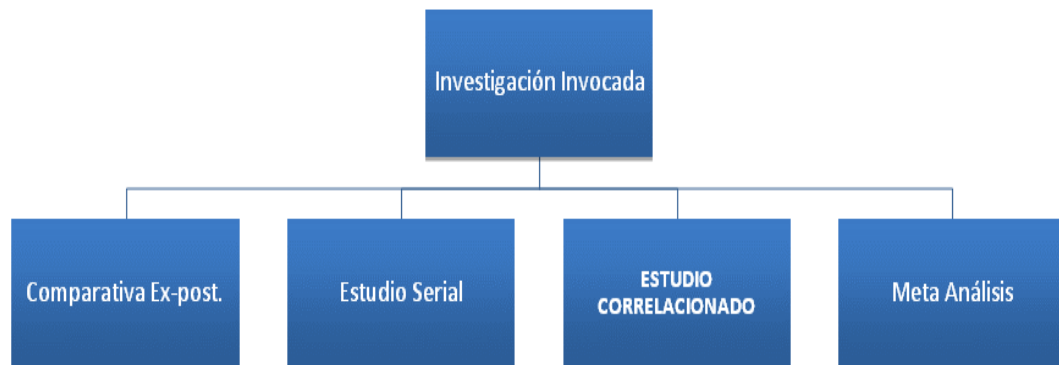 Investigación Invocada
Comparativa Ex-post.
Estudio Serial
ESTUDIO
CORRELACIONADO
Meta Análisis